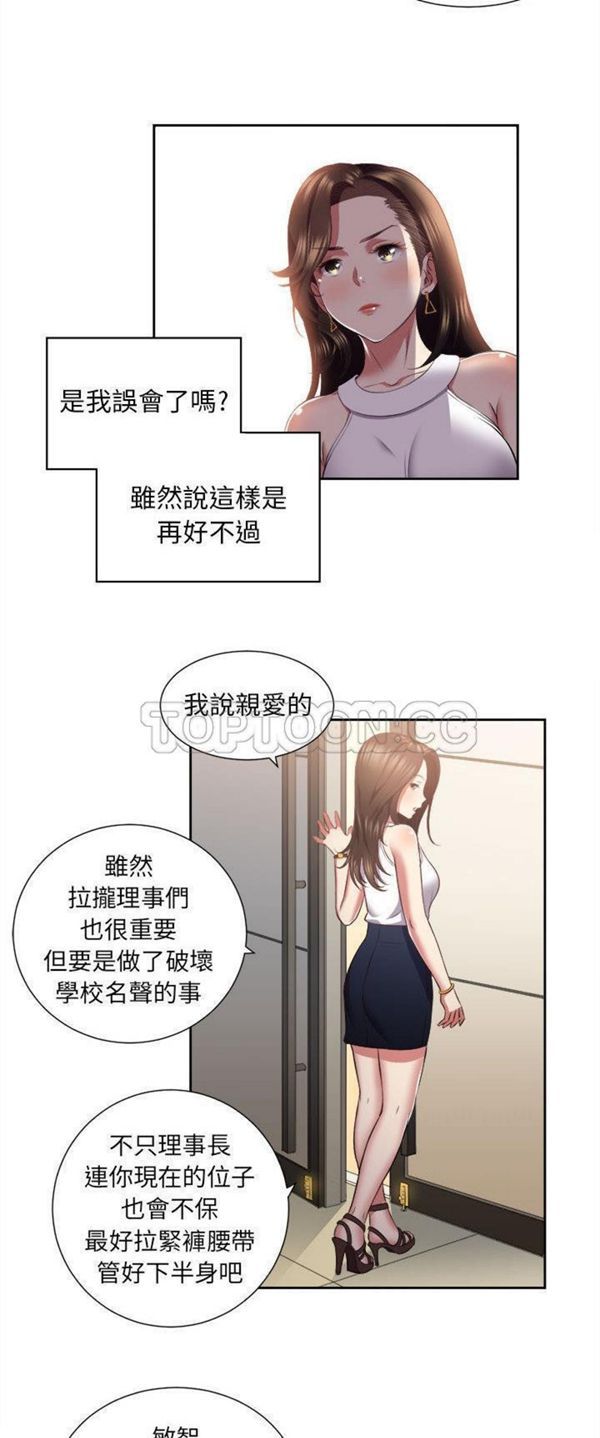 是我誤會了嗎?
雖然說這樣是
再好不過
我說親愛的
TOPTOON.CC
雖然
拉攏理事們
也很重要
但要是做了破壞
學校名聲的事
不只理事長
連你現在的位子
也會不保
最好拉緊褲腰帶
管好下半身吧
敏智